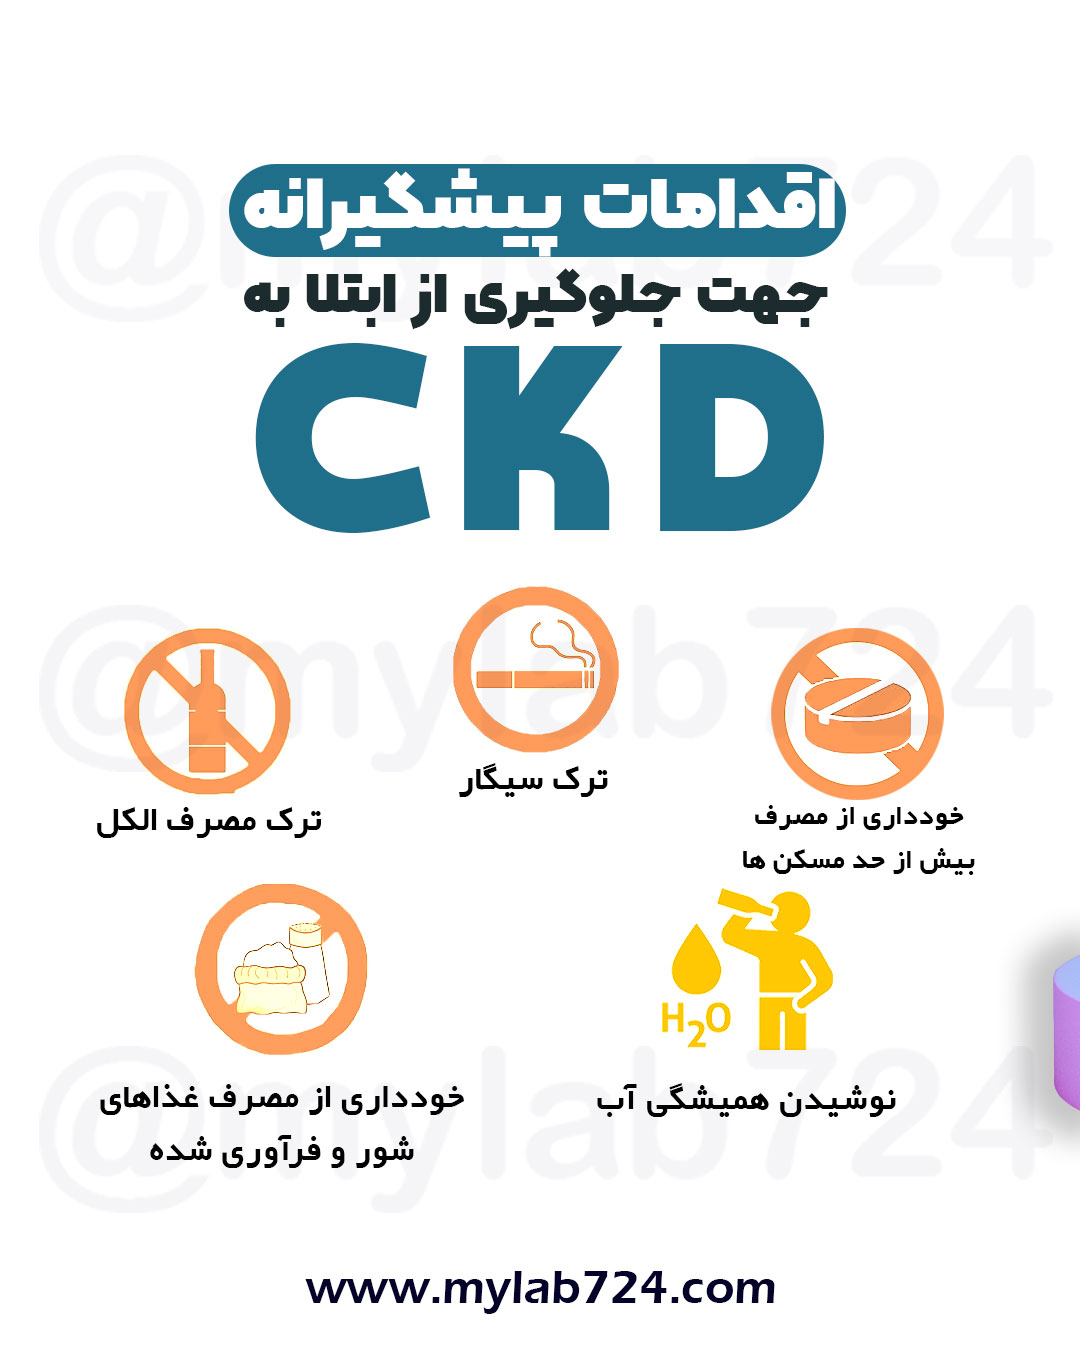 اقدامات پیشگیرانه
جهت جلوگیری از ابتلا به
CKD
خودداری از مصرف
بیش از حد مسکن ها
ترک سیگار
ترک مصرف الکل
H2O
نوشیدن همیشگی آب
خودداری از مصرف غذاهای
شور و فرآوری شده
www.mylab724.com
@mylab724
@mylab724
@mylab724